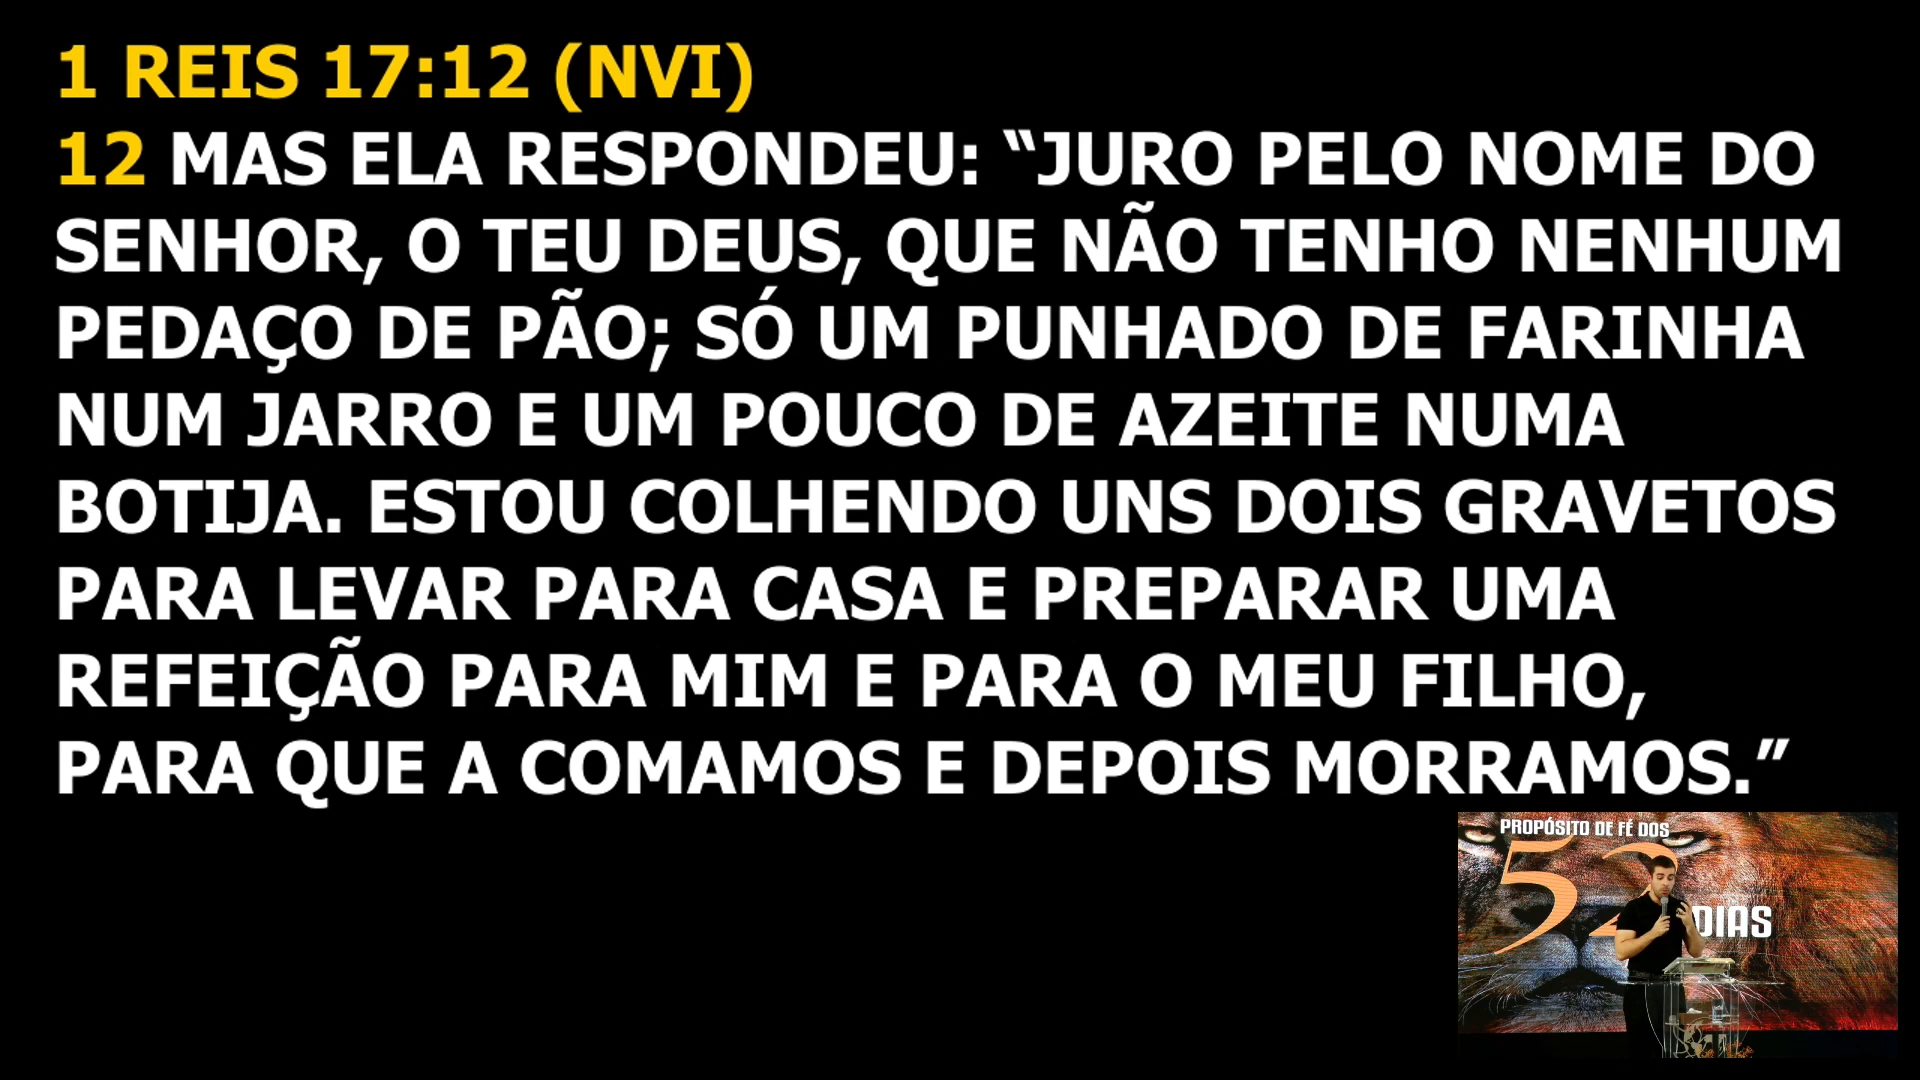 1 REIS 17:12 (NVI)
12 MAS ELA RESPONDEU: “JURO PELO NOME DO
SENHOR, O TEU DEUS, QUE NÃO TENHO NENHUM
PEDAÇO DE PÃO; SÓ UM PUNHADO DE FARINHA
NUM JARRO E UM POUCO DE AZEITE NUMA
BOTIJA. ESTOU COLHENDO UNS DOIS GRAVETOS
PARA LEVAR PARA CASA E PREPARAR UMA
REFEIÇÃO PARA MIM E PARA O MEU FILHO,
PARA QUE A COMAMOS E DEPOIS MORRAMOS.”
PROPÓSITO DE FÉ DOS
52
DIAS